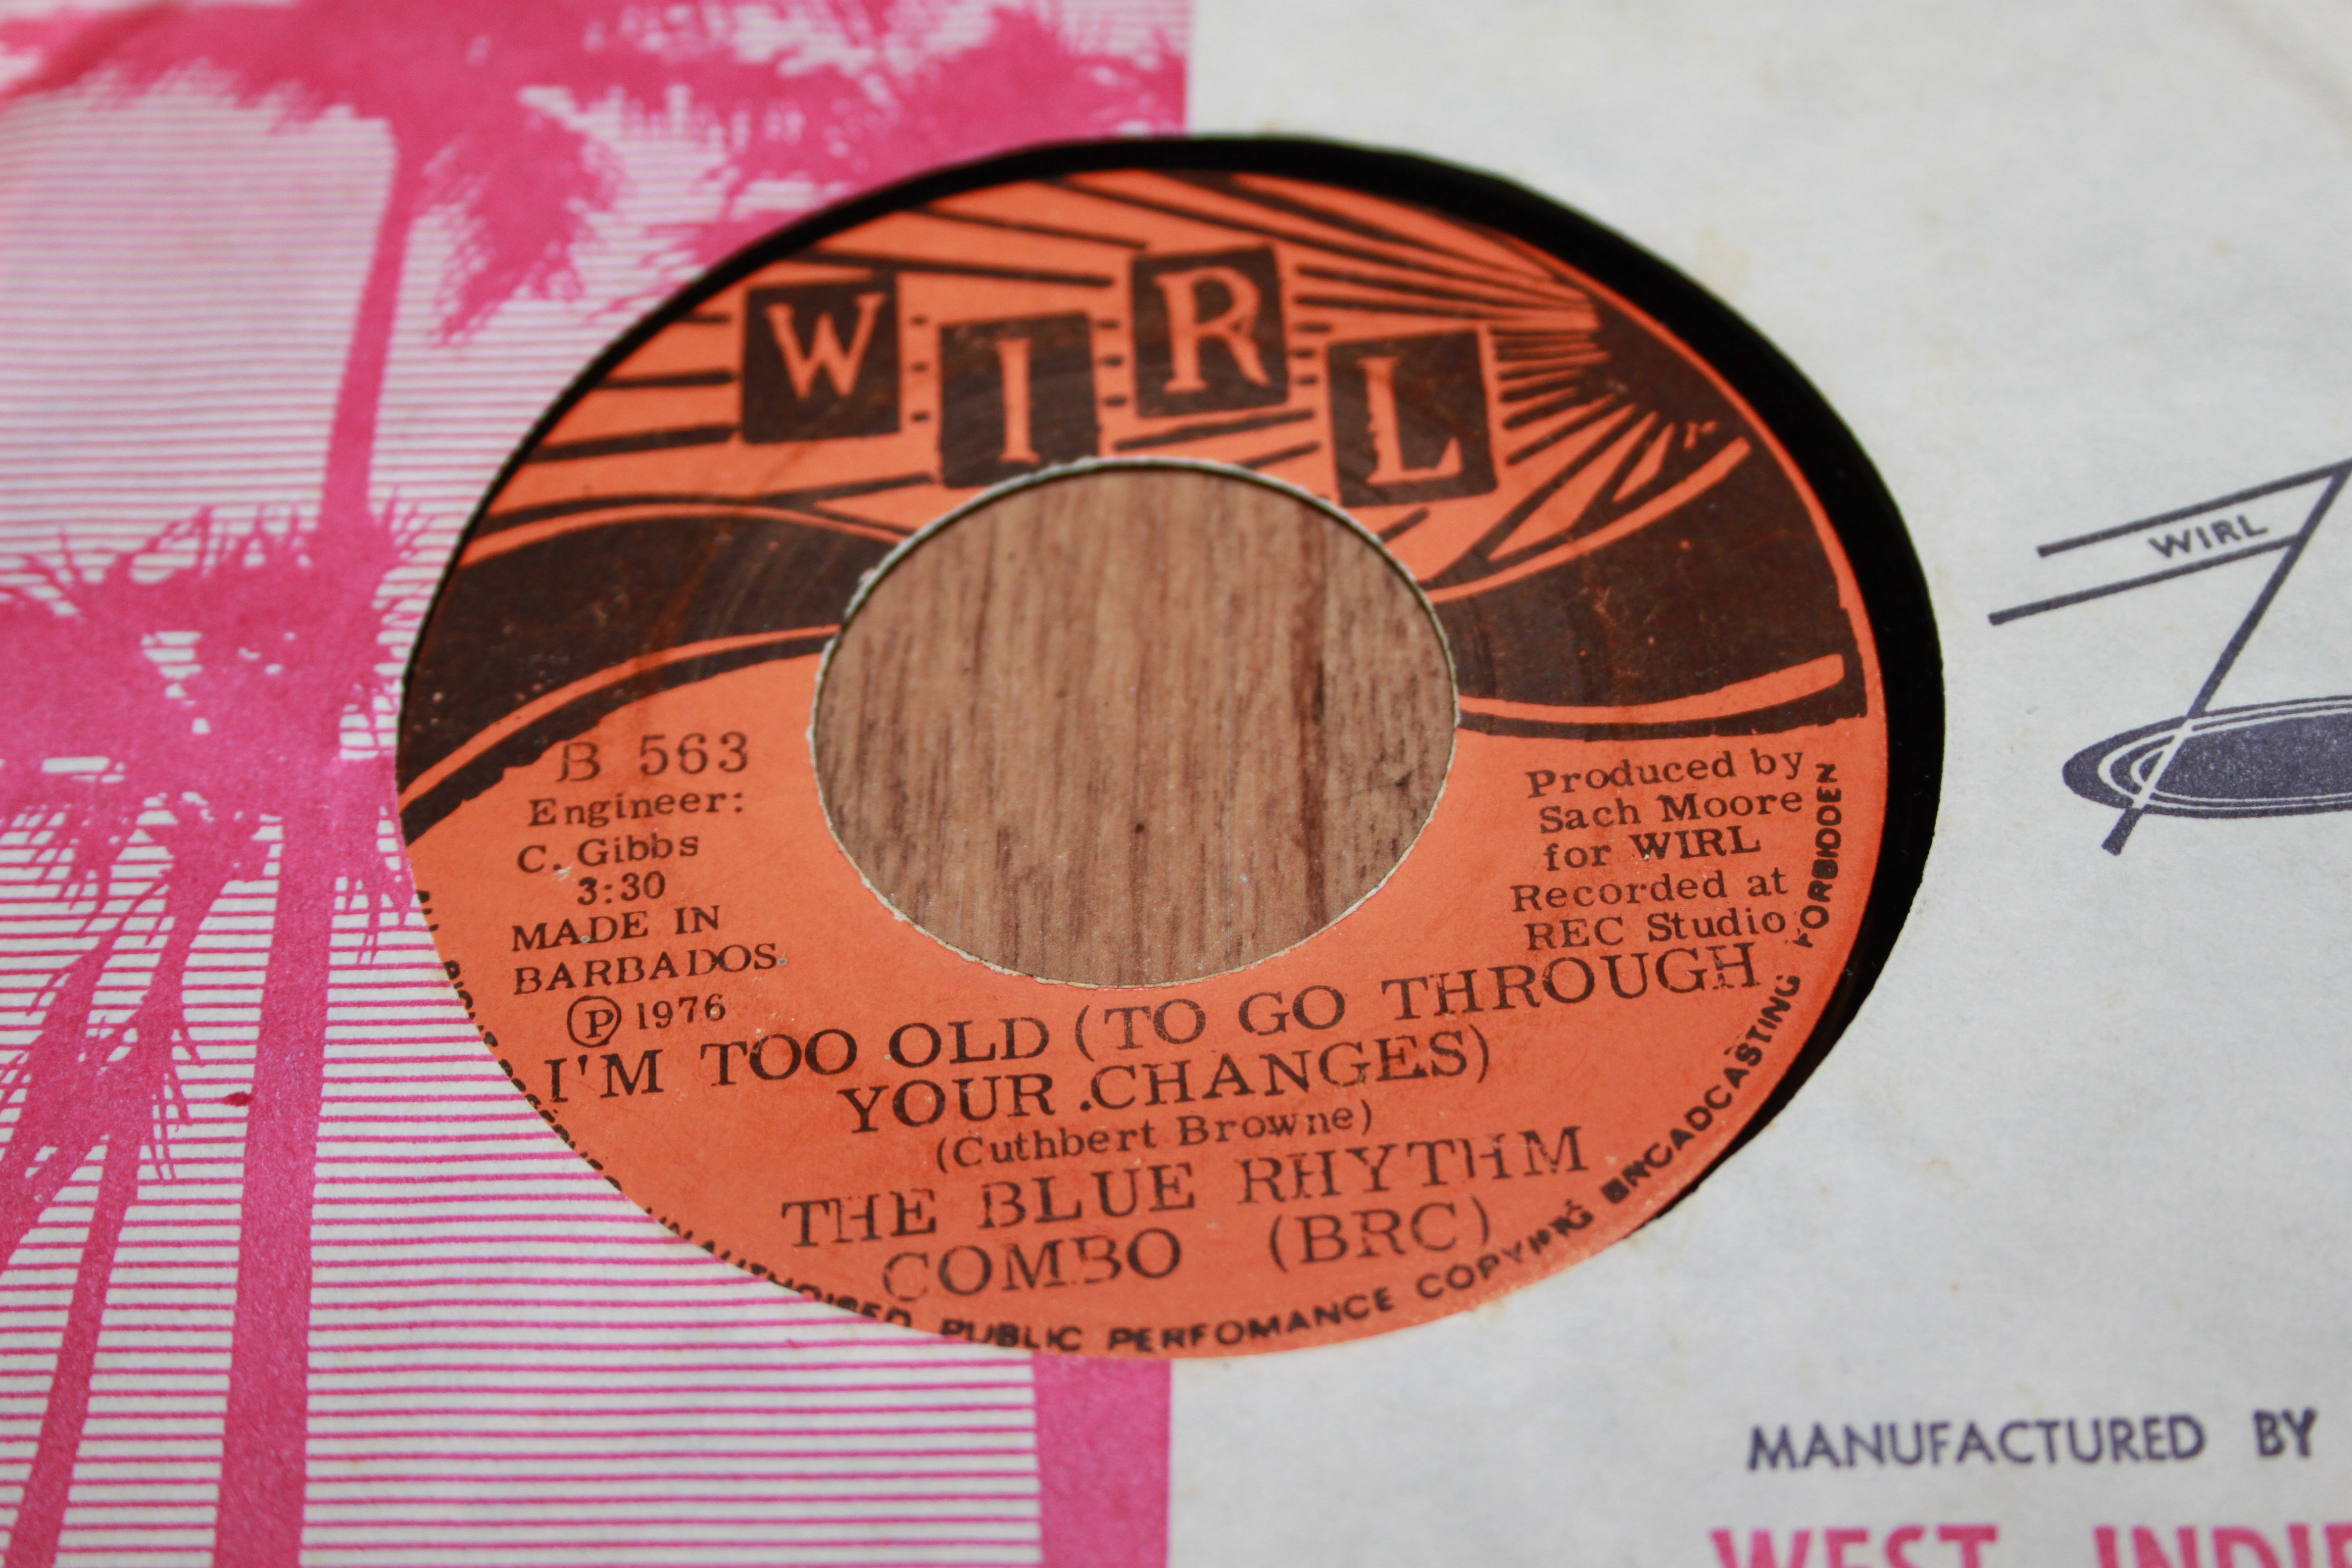 WIRL
B 563
Engineer:
C. Gibbs
3:30
MADE IN
BARBADOS.
Ⓟ 1976
Produced by
Sach Moore
for WIRL
Recorded at
REC Studio
I'M TOO OLD (TO GO THROUGH
YOUR CHANGES)
(Cuthbert Browne)
THE BLUE RHYTHM
COMBO (BRC)
PUBLIC PERFOMANCE COPYING BROADCASTING FORBIDDEN
WIRL
MANUFACTURED BY
WEST